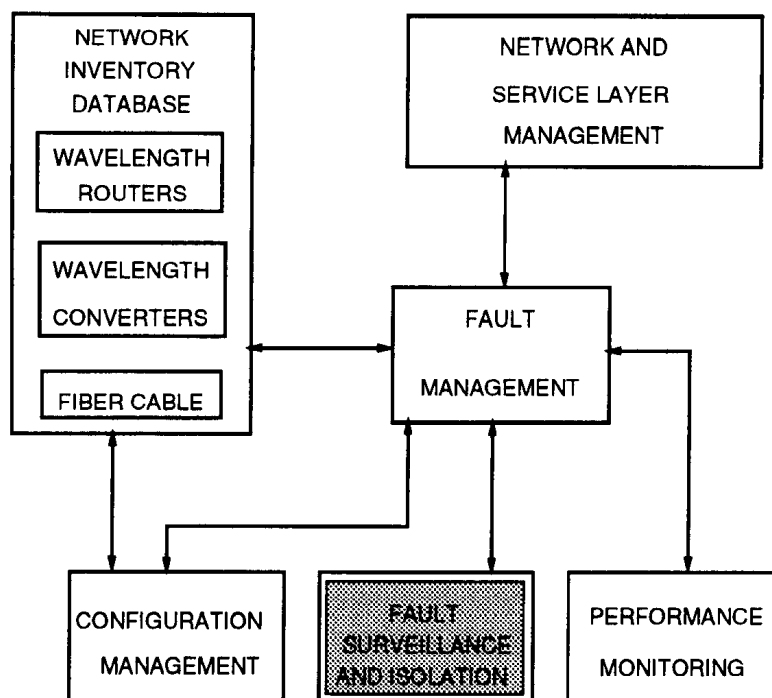 NETWORK
INVENTORY
DATABASE
WAVELENGTH
ROUTERS
WAVELENGTH
CONVERTERS
FIBER CABLE
NETWORK AND
SERVICE LAYER
MANAGEMENT
FAULT
MANAGEMENT
CONFIGURATION
MANAGEMENT
FAULT
SURVEILLANCE
AND ISOLATION
PERFORMANCE
MONITORING